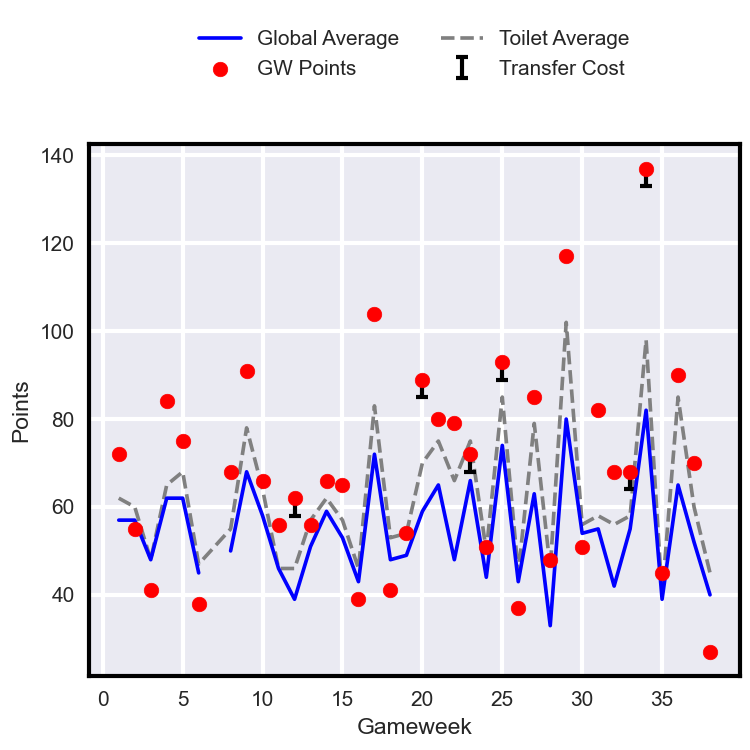 Global Average
Toilet Average
GW Points
Transfer Cost
140
120
100
80
60
40
Points
0 5 10 15 20 25 30 35
Gameweek